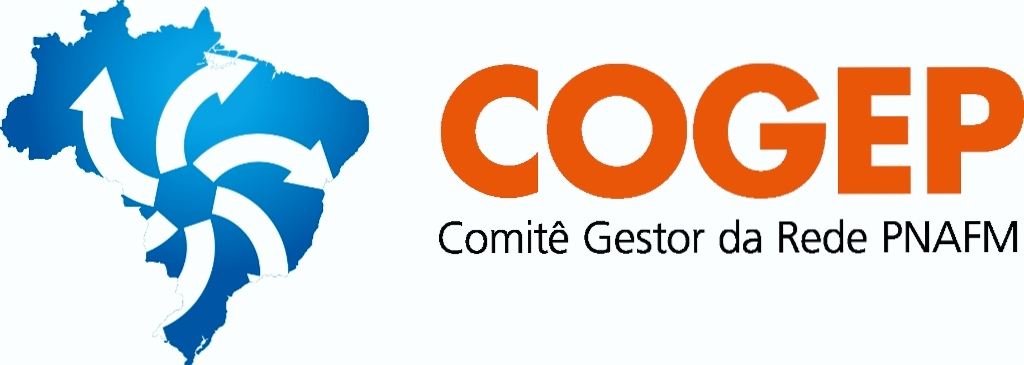 COGEP
Comitê Gestor da Rede PNAFM